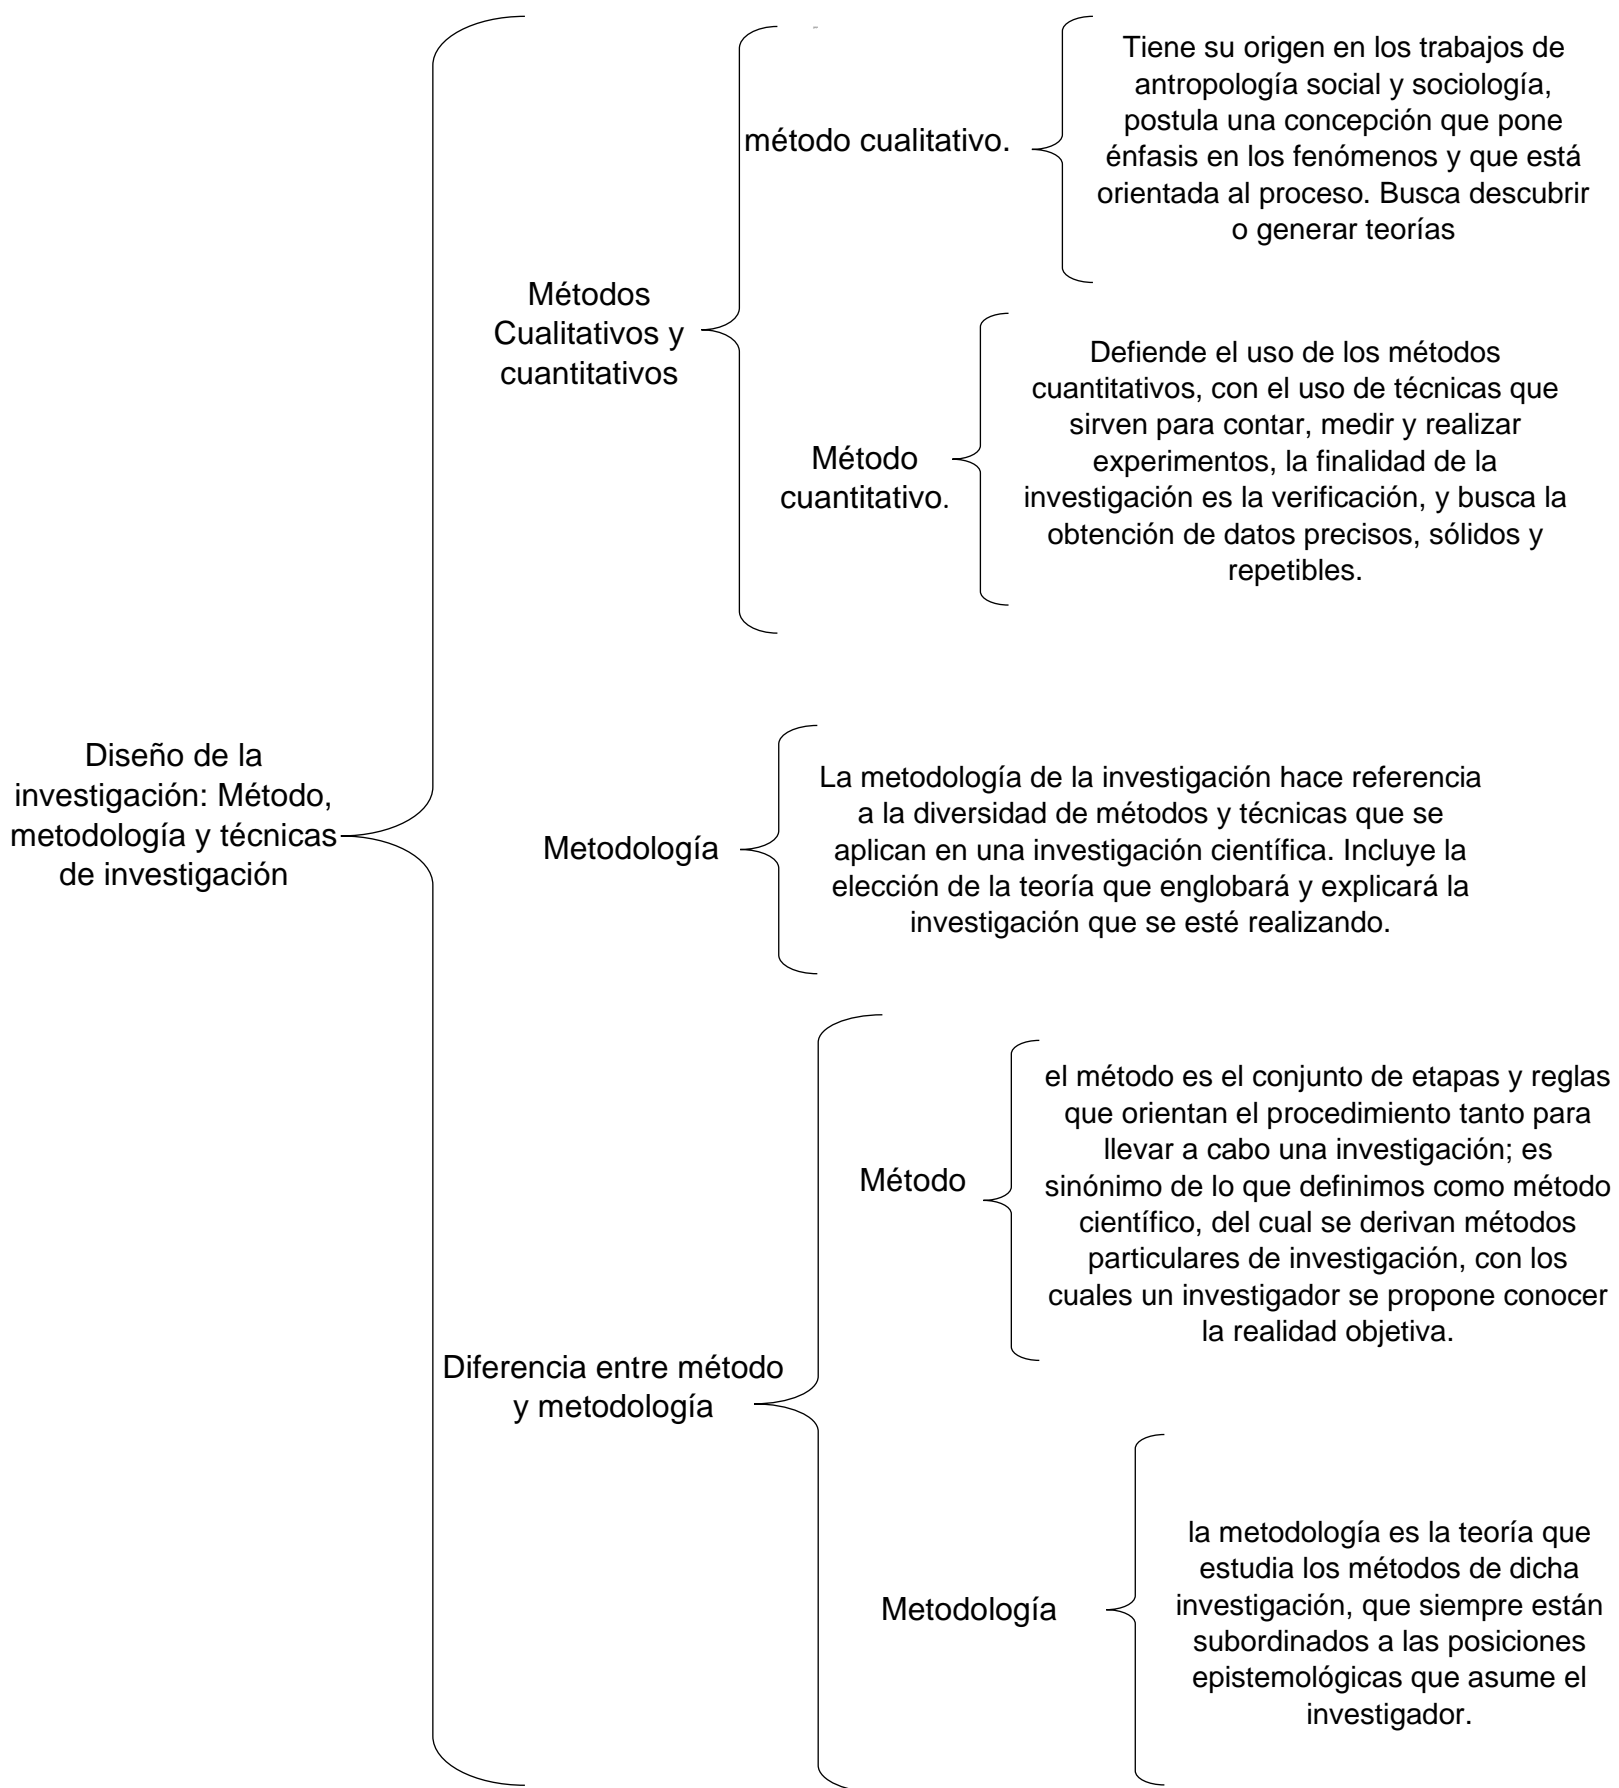 Diseño de la
investigación: Método,
metodología y técnicas
de investigación
Métodos
Cualitativos y
cuantitativos
método cualitativo.
Tiene su origen en los trabajos de
antropología social y sociología,
postula una concepción que pone
énfasis en los fenómenos y que está
orientada al proceso. Busca descubrir
o generar teorías
Método
cuantitativo.
Defiende el uso de los métodos
cuantitativos, con el uso de técnicas que
sirven para contar, medir y realizar
experimentos, la finalidad de la
investigación es la verificación, y busca la
obtención de datos precisos, sólidos y
repetibles.
Metodología
La metodología de la investigación hace referencia
a la diversidad de métodos y técnicas que se
aplican en una investigación científica. Incluye la
elección de la teoría que englobará y explicará la
investigación que se esté realizando.
Diferencia entre método
y metodología
Método
el método es el conjunto de etapas y reglas
que orientan el procedimiento tanto para
llevar a cabo una investigación; es
sinónimo de lo que definimos como método
científico, del cual se derivan métodos
particulares de investigación, con los
cuales un investigador se propone conocer
la realidad objetiva.
Metodología
la metodología es la teoría que
estudia los métodos de dicha
investigación, que siempre están
subordinados a las posiciones
epistemológicas que asume el
investigador.